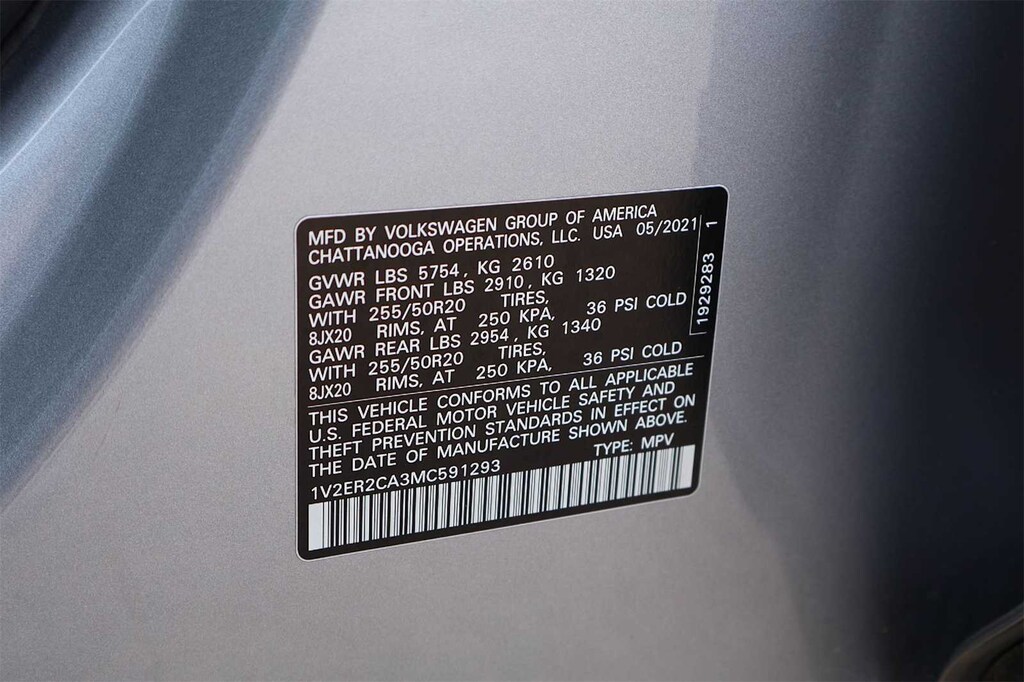 MFD BY VOLKSWAGEN GROUP OF AMERICA
CHATTANOOGA OPERATIONS, LLC. USA 05/2021
GVWR LBS 5754, KG 2610
GAWR FRONT LBS 2910, KG 1320
WITH 255/50R20 TIRES,
8JX20 RIMS, AT 250 KPA, 36 PSI COLD
GAWR REAR LBS 2954, KG 1340
WITH 255/50R20 TIRES,
8JX20 RIMS, AT 250 KPA, 36 PSI COLD
1929283 1
THIS VEHICLE CONFORMS TO ALL APPLICABLE
U.S. FEDERAL MOTOR VEHICLE SAFETY AND
THEFT PREVENTION STANDARDS IN EFFECT ON
THE DATE OF MANUFACTURE SHOWN ABOVE.
TYPE: MPV
1V2ER2CA3MC591293